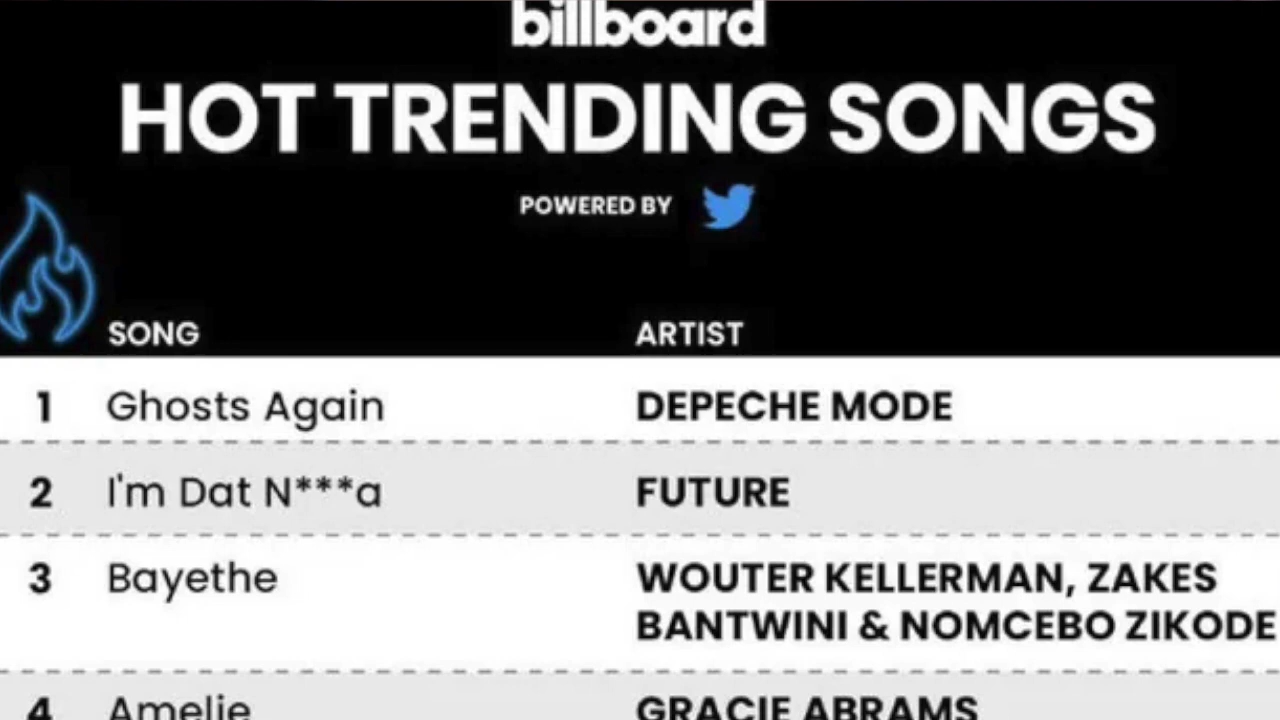 billboard
HOT TRENDING SONGS
POWERED BY
SONG ARTIST
1 Ghosts Again DEPECHE MODE
2 I'm Dat N***a FUTURE
3 Bayethe WOUTER KELLERMAN, ZAKES
BANTWINI & NOMCEBO ZIKODE
4 Amelie GRACIE ABRAMS